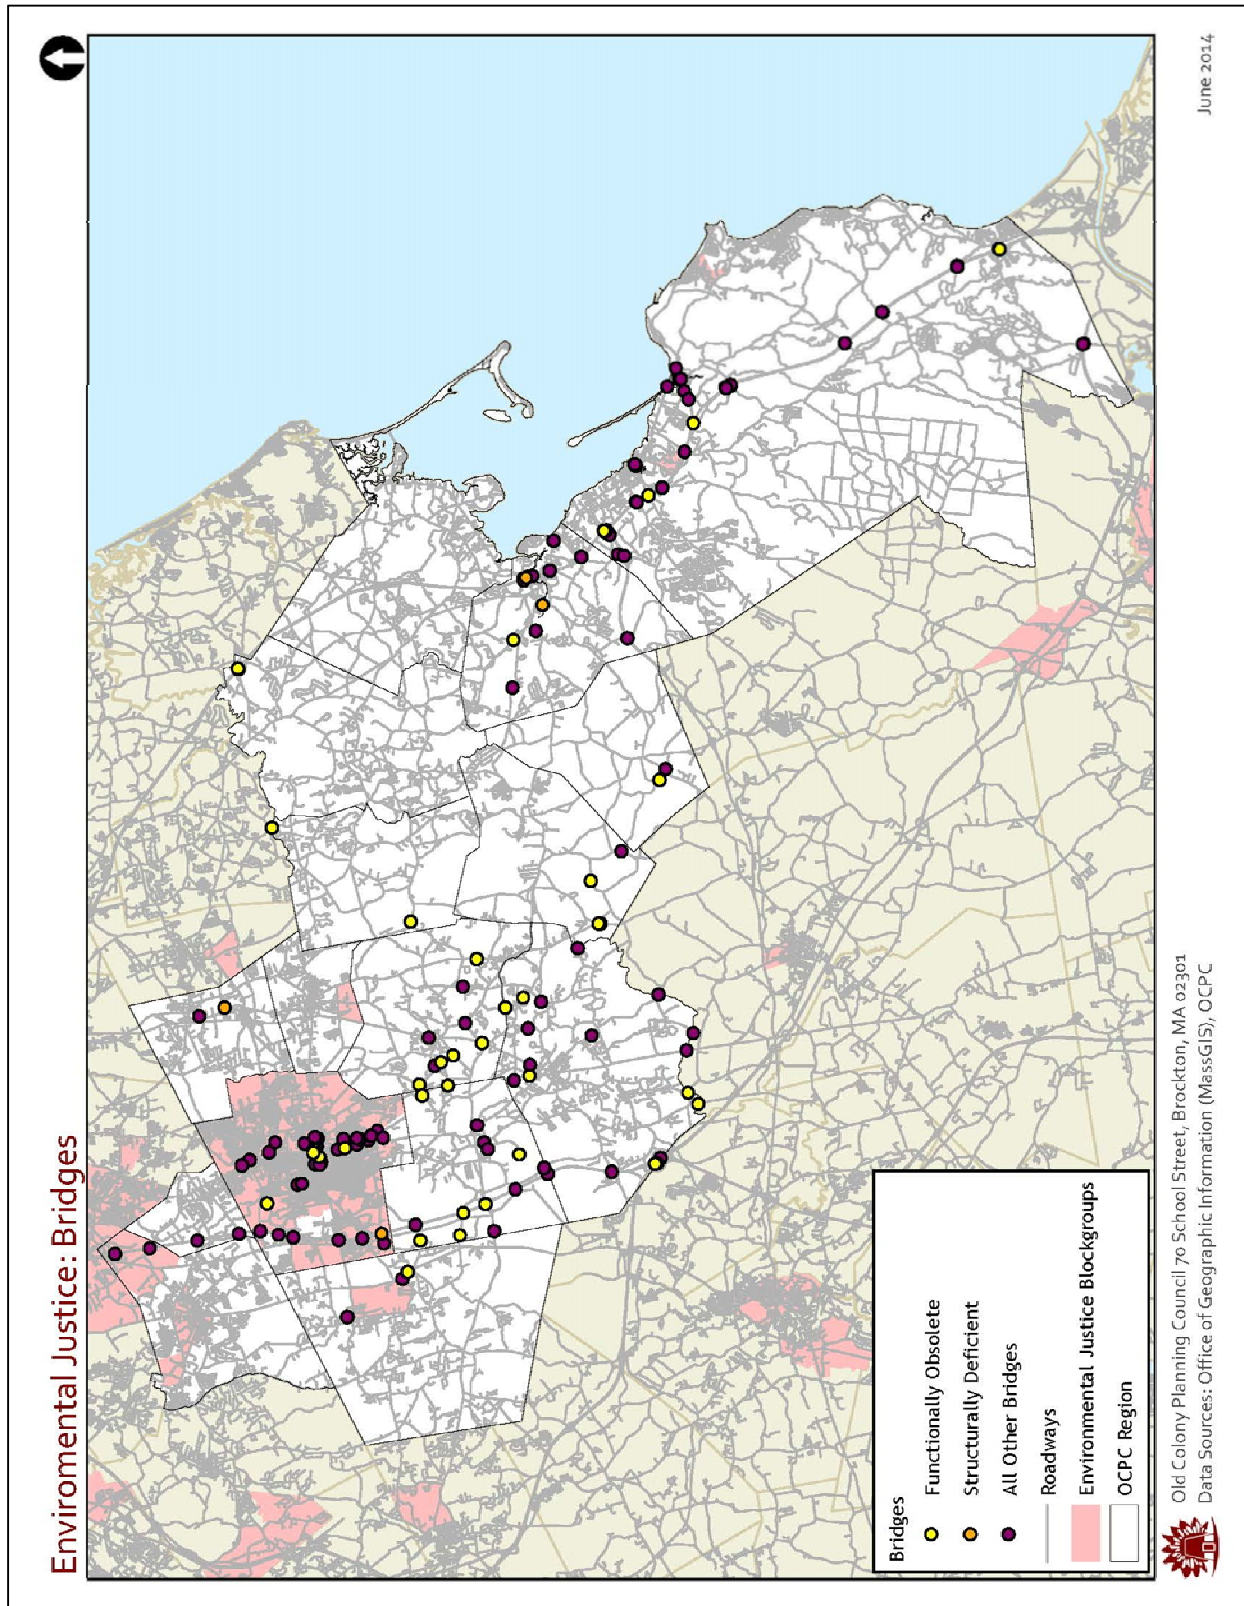 Enviromental Justice: Bridges
Bridges
Functionally Obsolete
Structurally Deficient
All Other Bridges
Roadways
Environmental Justice Blockgroups
OCPC Region
Old Colony Planning Council 70 School Street, Brockton, MA 02301
Data Sources: Office of Geographic Information (MassGIS), OCPC
June 2014